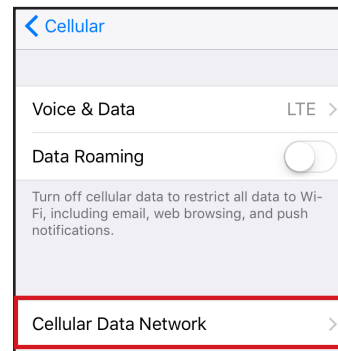 Cellular
Voice & Data LTE
Data Roaming
Turn off cellular data to restrict all data to Wi-
Fi, including email, web browsing, and push
notifications.
Cellular Data Network